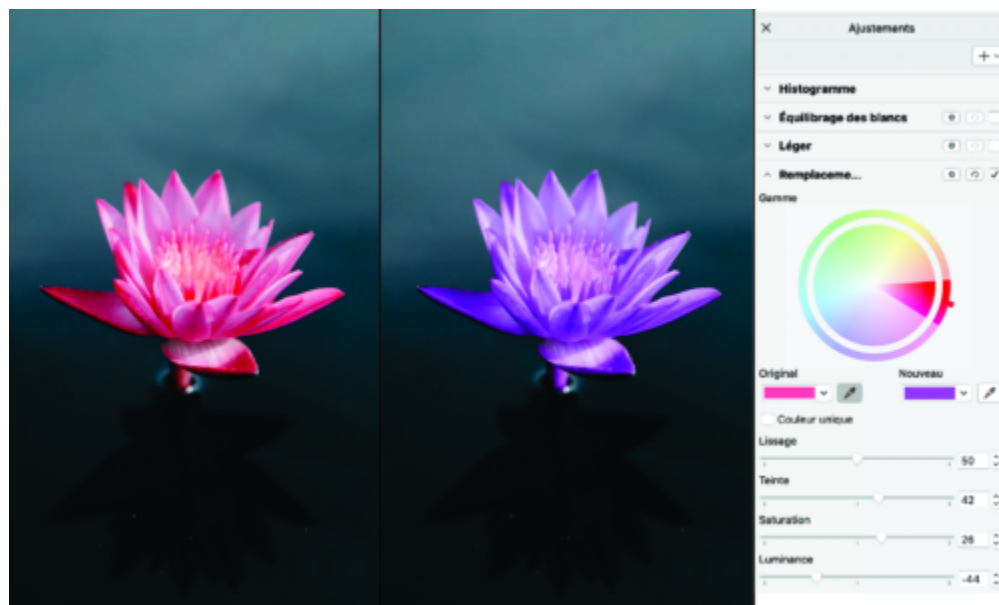 Ajustements
Histogramme
Équilibrage des blancs
Léger
Remplaceme...
Gamme
Original Nouveau
Couleur unique
Lissage
50
Teinte
42
Saturation
26
Luminance
-44